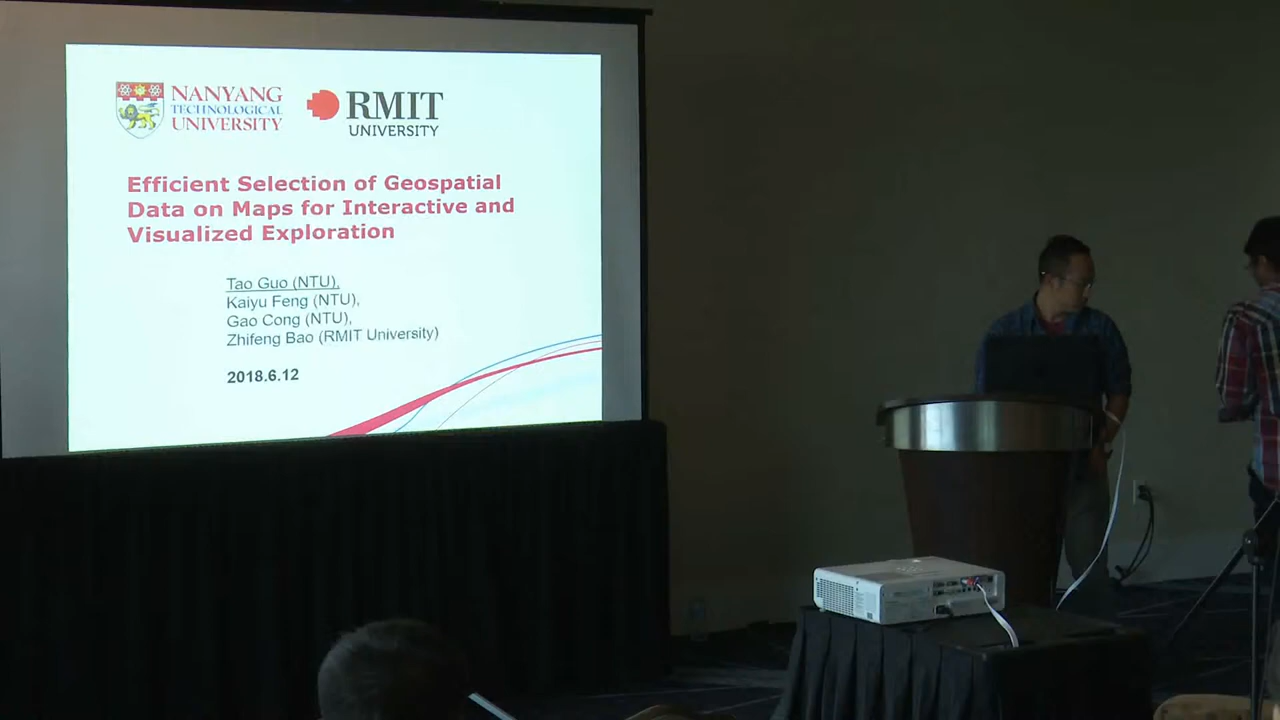 NANYANG
TECHNOLOGICAL
UNIVERSITY
RMIT
UNIVERSITY
Efficient Selection of Geospatial
Data on Maps for Interactive and
Visualized Exploration
Tao Guo (NTU),
Kaiyu Feng (NTU),
Gao Cong (NTU),
Zhifeng Bao (RMIT University)
2018.6.12